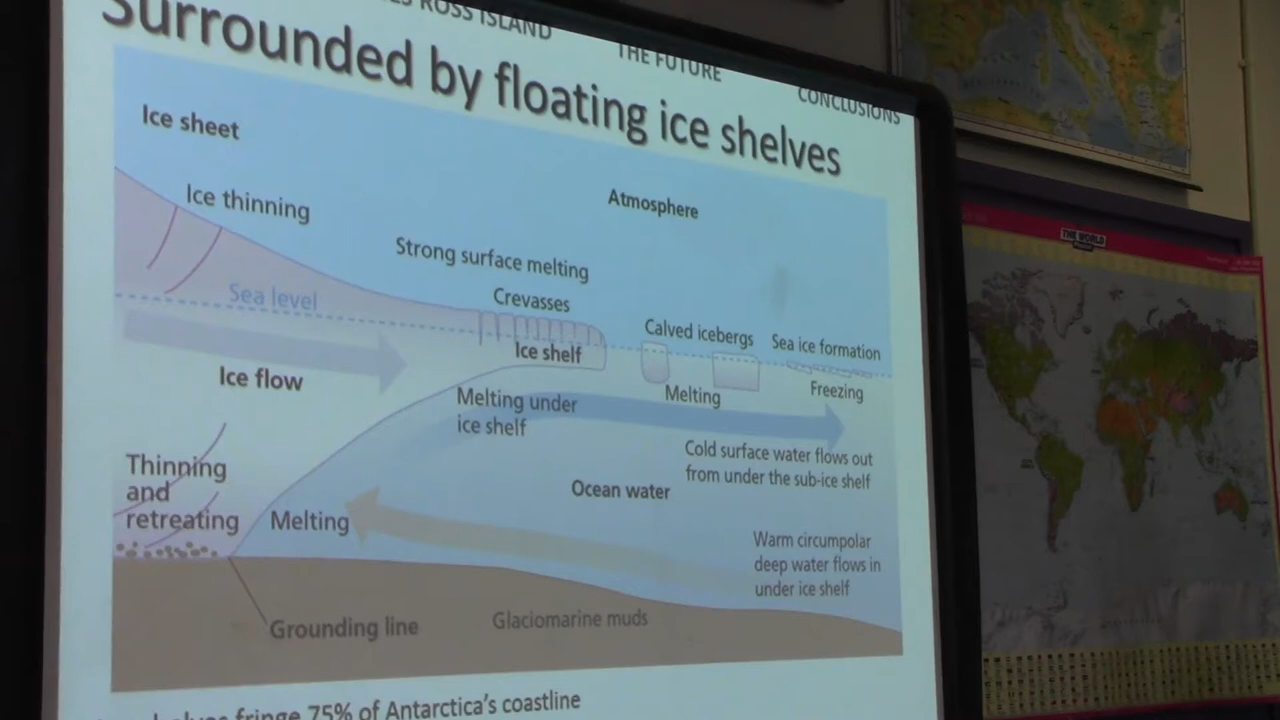 ROSS ISLAND
THE FUTURE
CONCLUSIONS
Surrounded by floating ice shelves
Ice sheet
Ice thinning
Atmosphere
Strong surface melting
Crevasses
Sea level
Calved icebergs
Sea ice formation
Ice shelf
Ice flow
Melting
Freezing
Melting under
ice shelf
Cold surface water flows out
from under the sub-ice shelf
Thinning
and
retreating
Ocean water
Melting
Warm circumpolar
deep water flows in
under ice shelf
Grounding line
Glaciomarine muds
fringe 75% of Antarctica's coastline
THE WORLD